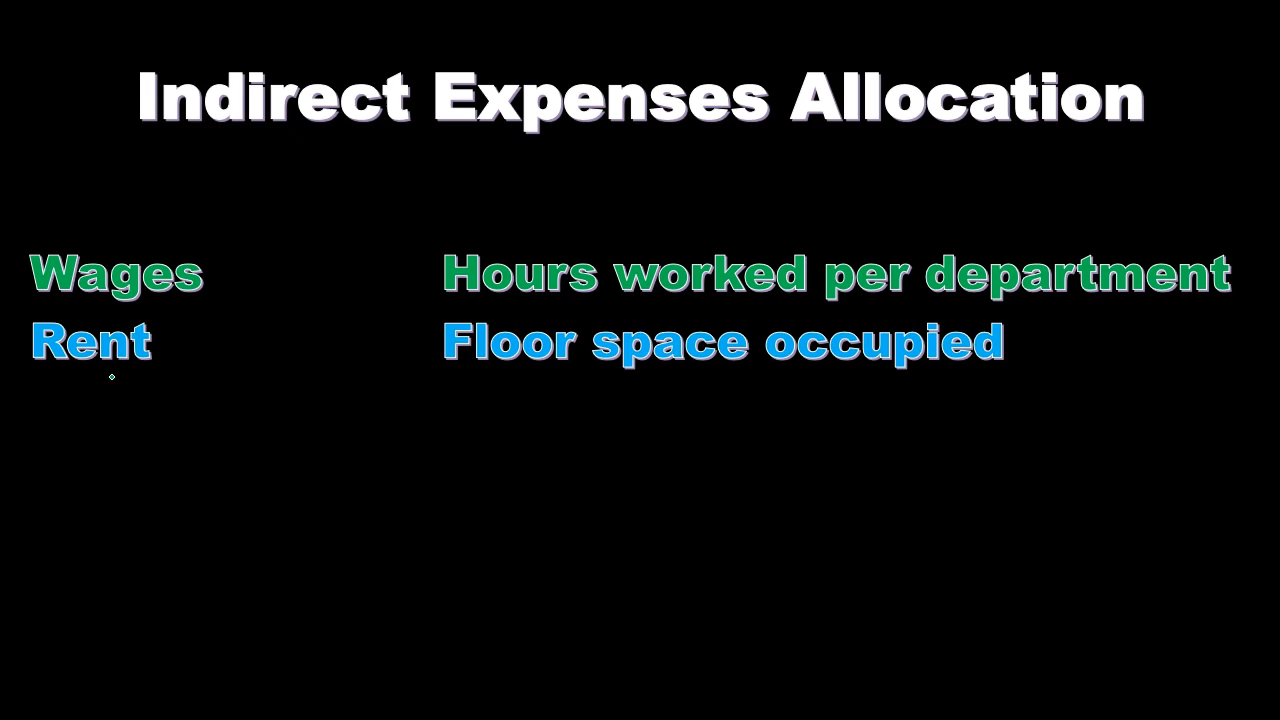 Indirect Expenses Allocation
Wages Hours worked per department
Rent Floor space occupied